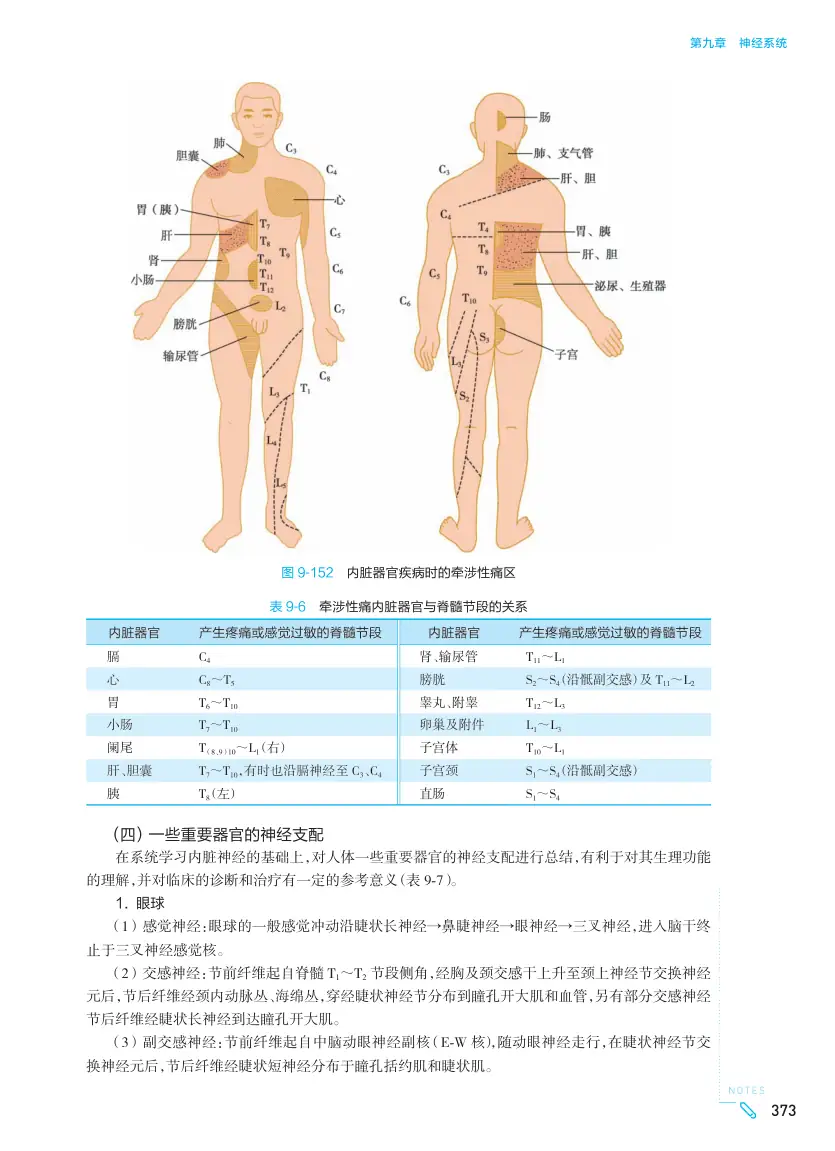 第九章 神经系统
肺
胆囊
C₃
C₄
心
胃（胰）
T₇
肝
T₈
C₅
T₉
肾
T₁₀
C₆
小肠
T₁₁
T₁₂
L₂
C₇
膀胱
输尿管
C₈
T₁
L₃
L₄
L₅
肠
肺、支气管
C₃
肝、胆
C₄
T₄
胃、胰
T₈
肝、胆
T₉
C₅
泌尿、生殖器
C₆
T₁₀
S₃
子宫
L₃
S₂
图 9-152 内脏器官疾病时的牵涉性痛区
表 9-6 牵涉性痛内脏器官与脊髓节段的关系
内脏器官 产生疼痛或感觉过敏的脊髓节段 内脏器官 产生疼痛或感觉过敏的脊髓节段
膈 C₄ 肾、输尿管 T₁₁～L₁
心 C₈～T₅ 膀胱 S₂～S₄（沿骶副交感）及 T₁₁～L₂
胃 T₆～T₁₀ 睾丸、附睾 T₁₂～L₃
小肠 T₇～T₁₀ 卵巢及附件 L₁～L₃
阑尾 T₍₈,₉₎₁₀～L₁（右） 子宫体 T₁₀～L₁
肝、胆囊 T₇～T₁₀，有时也沿膈神经至 C₃、C₄ 子宫颈 S₁～S₄（沿骶副交感）
胰 T₈（左） 直肠 S₁～S₄
（四）一些重要器官的神经支配
在系统学习内脏神经的基础上，对人体一些重要器官的神经支配进行总结，有利于对其生理功能
的理解，并对临床的诊断和治疗有一定的参考意义（表 9-7）。
1. 眼球
（1）感觉神经：眼球的一般感觉冲动沿睫状长神经→鼻睫神经→眼神经→三叉神经，进入脑干终
止于三叉神经感觉核。
（2）交感神经：节前纤维起自脊髓 T₁～T₂ 节段侧角，经胸及颈交感干上升至颈上神经节交换神经
元后，节后纤维经颈内动脉丛、海绵丛，穿经睫状神经节分布到瞳孔开大肌和血管，另有部分交感神经
节后纤维经睫状长神经到达瞳孔开大肌。
（3）副交感神经：节前纤维起自中脑动眼神经副核（E-W 核），随动眼神经走行，在睫状神经节交
换神经元后，节后纤维经睫状短神经分布于瞳孔括约肌和睫状肌。
NOTES
373